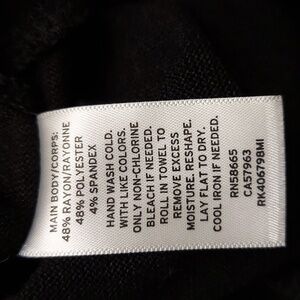 MAIN BODY/CORPS:
48% RAYON/RAYONNE
48% POLYESTER
4% SPANDEX
HAND WASH COLD.
WITH LIKE COLORS.
ONLY NON-CHLORINE
BLEACH IF NEEDED.
ROLL IN TOWEL TO
REMOVE EXCESS
MOISTURE. RESHAPE.
LAY FLAT TO DRY.
COOL IRON IF NEEDED.
RN58665
CA57963
RK406798MI